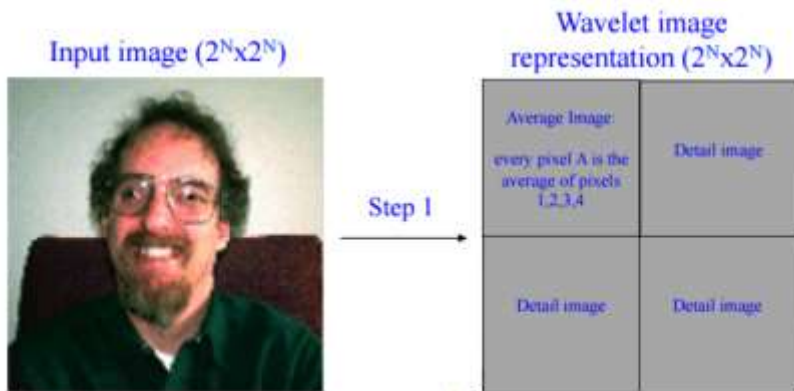 Input image (2ᴺx2ᴺ)
Wavelet image
representation (2ᴺx2ᴺ)
Step 1
Average Image
every pixel A is the
average of pixels
1,2,3,4
Detail image
Detail image
Detail image